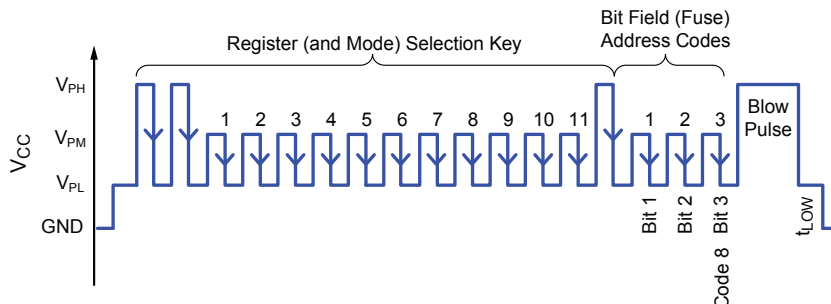 Bit Field (Fuse)
Address Codes
Register (and Mode) Selection Key
VPH
VPM
VPL
GND
VCC
1 2 3 4 5 6 7 8 9 10 11
1 2 3
Blow
Pulse
Bit 1
Bit 2
Bit 3
Code 8
tLOW